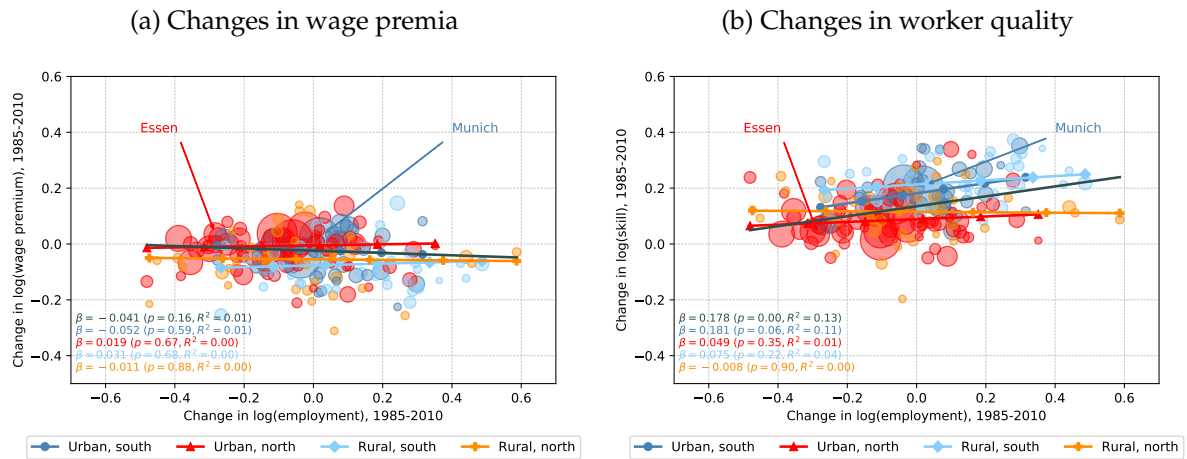 (a) Changes in wage premia
Change in log(wage premium), 1985-2010
0.6
0.4
0.2
0.0
−0.2
−0.4
Essen
Munich
β = −0.041 (p = 0.16, R² = 0.01)
β = −0.052 (p = 0.59, R² = 0.01)
β = 0.019 (p = 0.67, R² = 0.00)
β = 0.031 (p = 0.68, R² = 0.00)
β = −0.011 (p = 0.88, R² = 0.00)
−0.6 −0.4 −0.2 0.0 0.2 0.4 0.6
Change in log(employment), 1985-2010
Urban, south Urban, north Rural, south Rural, north
(b) Changes in worker quality
Change in log(skill), 1985-2010
0.6
0.4
0.2
0.0
−0.2
−0.4
Essen
Munich
β = 0.178 (p = 0.00, R² = 0.13)
β = 0.181 (p = 0.06, R² = 0.11)
β = 0.049 (p = 0.35, R² = 0.01)
β = 0.075 (p = 0.22, R² = 0.04)
β = −0.008 (p = 0.90, R² = 0.00)
−0.6 −0.4 −0.2 0.0 0.2 0.4 0.6
Change in log(employment), 1985-2010
Urban, south Urban, north Rural, south Rural, north